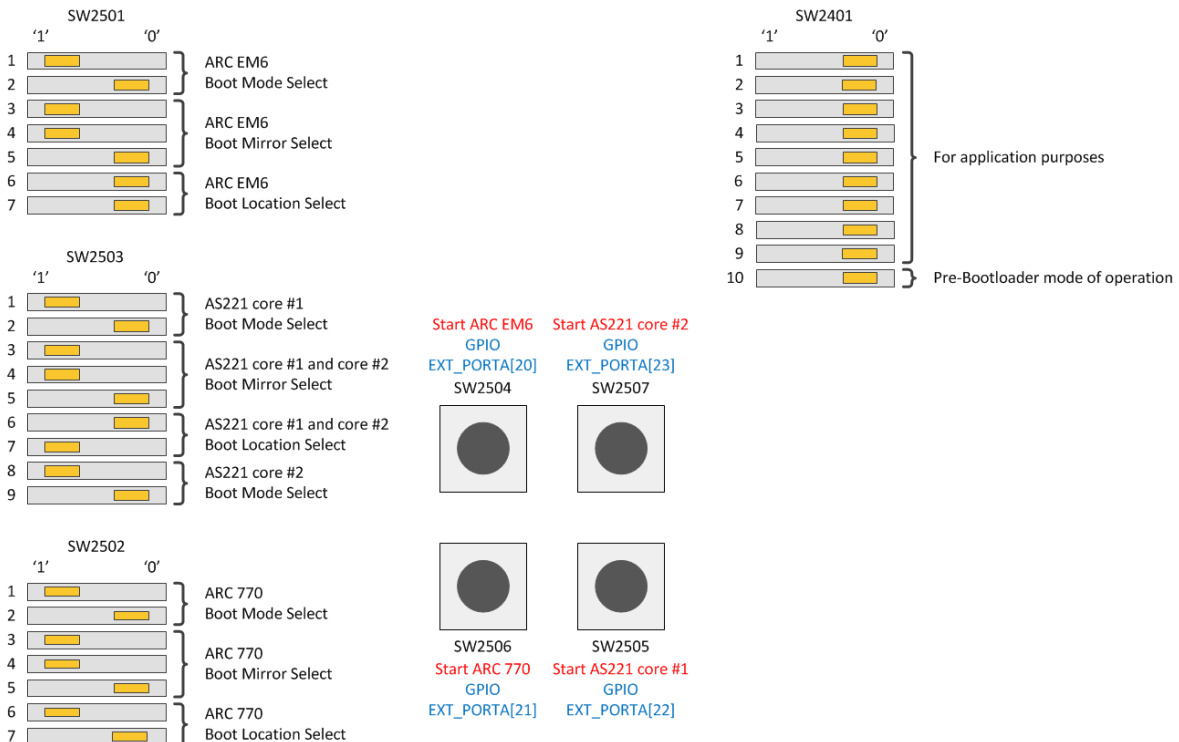 SW2501
‘1’ ‘0’
1
2
ARC EM6
Boot Mode Select
3
4
5
ARC EM6
Boot Mirror Select
6
7
ARC EM6
Boot Location Select
SW2503
‘1’ ‘0’
1
2
AS221 core #1
Boot Mode Select
3
4
5
AS221 core #1 and core #2
Boot Mirror Select
6
7
AS221 core #1 and core #2
Boot Location Select
8
9
AS221 core #2
Boot Mode Select
SW2502
‘1’ ‘0’
1
2
ARC 770
Boot Mode Select
3
4
5
ARC 770
Boot Mirror Select
6
7
ARC 770
Boot Location Select
Start ARC EM6
GPIO
EXT_PORTA[20]
SW2504
Start AS221 core #2
GPIO
EXT_PORTA[23]
SW2507
SW2506
Start ARC 770
GPIO
EXT_PORTA[21]
SW2505
Start AS221 core #1
GPIO
EXT_PORTA[22]
SW2401
‘1’ ‘0’
1
2
3
4
5
6
7
8
9
For application purposes
10
Pre-Bootloader mode of operation